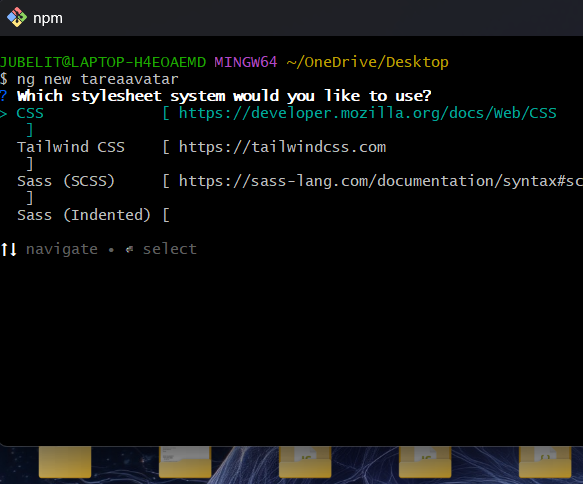 npm
JUBELIT@LAPTOP-H4EOAEMD MINGW64 ~/OneDrive/Desktop
$ ng new tareaavatar
? Which stylesheet system would you like to use?
> CSS [ https://developer.mozilla.org/docs/Web/CSS
]
Tailwind CSS [ https://tailwindcss.com
]
Sass (SCSS) [ https://sass-lang.com/documentation/syntax#sc
]
Sass (Indented) [
↑↓ navigate • ⏎ select